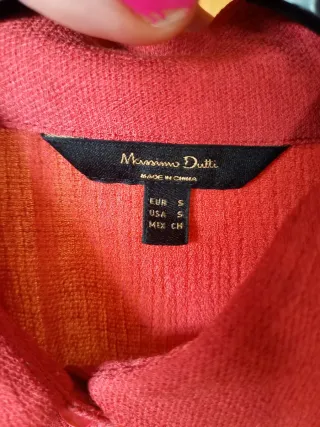 Massimo Dutti
MADE IN CHINA
EUR S
USA S
MEX CH